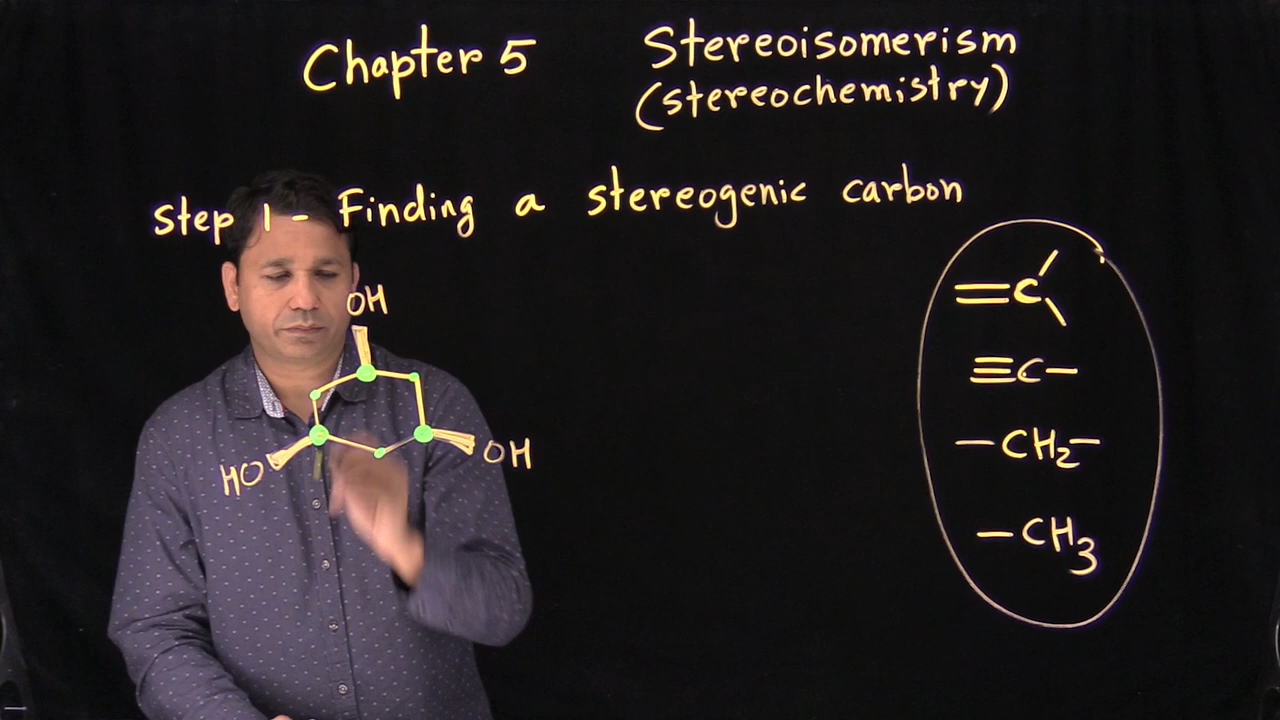 Chapter 5 Stereoisomerism
(stereochemistry)
Step 1 - Finding a stereogenic carbon
OH
HO
OH
=C
≡C-
-CH₂-
-CH₃